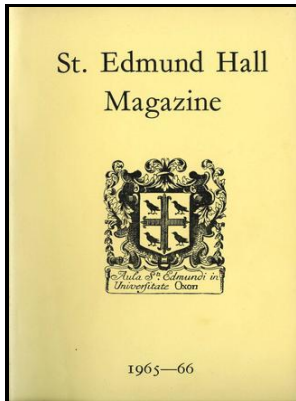 St. Edmund Hall
Magazine
Aula Sti. Edmundi in
Universitate Oxon
1965—66